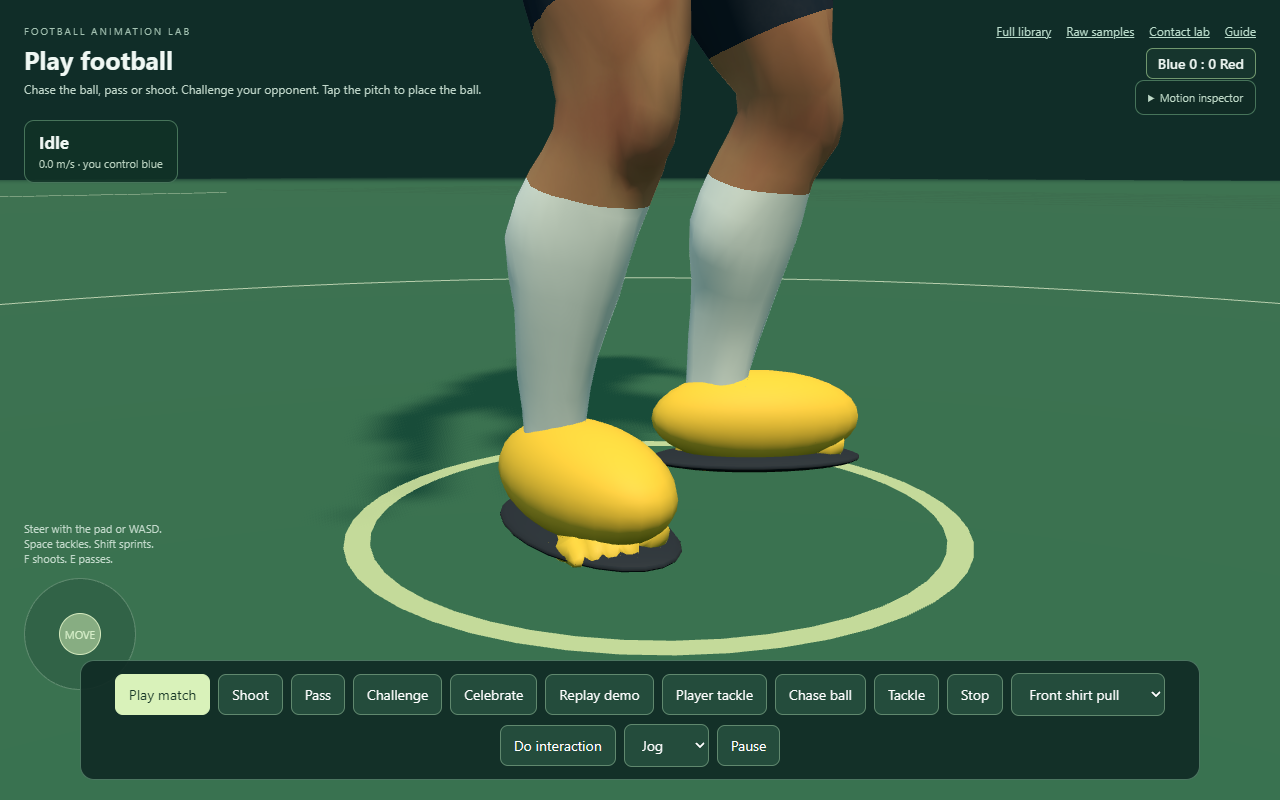 FOOTBALL ANIMATION LAB
Play football
Chase the ball, pass or shoot. Challenge your opponent. Tap the pitch to place the ball.
Full library Raw samples Contact lab Guide
Blue 0 : 0 Red
▶ Motion inspector
Idle
0.0 m/s · you control blue
Steer with the pad or WASD.
Space tackles. Shift sprints.
F shoots. E passes.
MOVE
Play match Shoot Pass Challenge Celebrate Replay demo Player tackle Chase ball Tackle Stop Front shirt pull
Do interaction Jog Pause